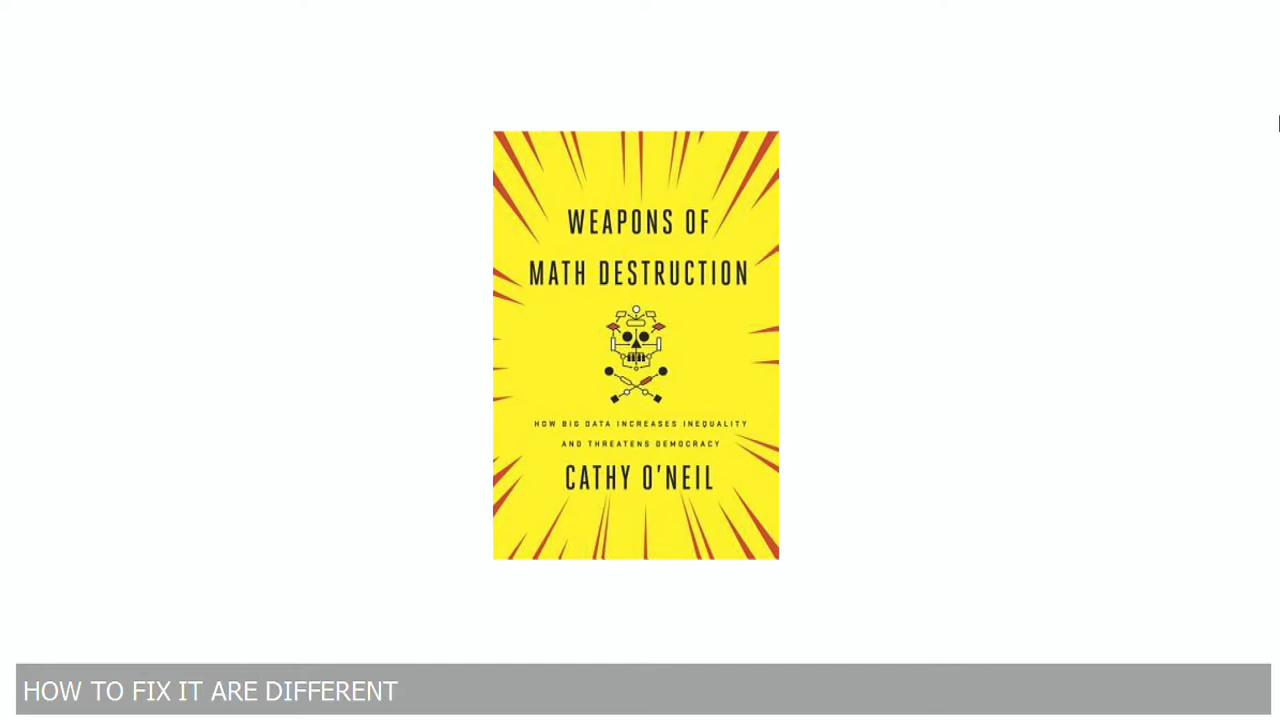 WEAPONS OF
MATH DESTRUCTION
HOW BIG DATA INCREASES INEQUALITY
AND THREATENS DEMOCRACY
CATHY O'NEIL
HOW TO FIX IT ARE DIFFERENT